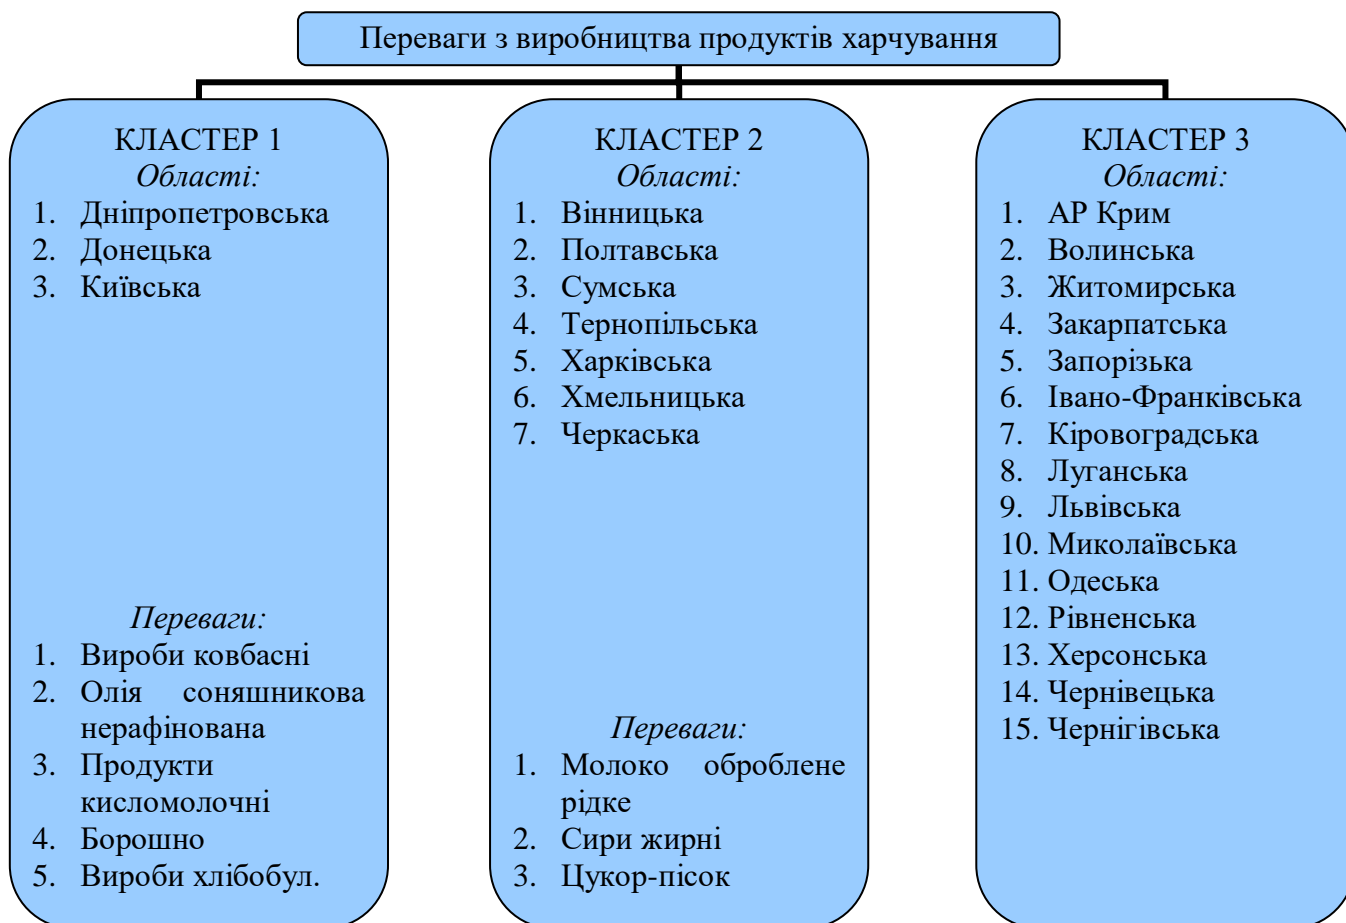 Переваги з виробництва продуктів харчування
КЛАСТЕР 1
Області:
1. Дніпропетровська
2. Донецька
3. Київська
Переваги:
1. Вироби ковбасні
2. Олія соняшникова
нерафінована
3. Продукти
кисломолочні
4. Борошно
5. Вироби хлібобул.
КЛАСТЕР 2
Області:
1. Вінницька
2. Полтавська
3. Сумська
4. Тернопільська
5. Харківська
6. Хмельницька
7. Черкаська
Переваги:
1. Молоко оброблене
рідке
2. Сири жирні
3. Цукор-пісок
КЛАСТЕР 3
Області:
1. АР Крим
2. Волинська
3. Житомирська
4. Закарпатська
5. Запорізька
6. Івано-Франківська
7. Кіровоградська
8. Луганська
9. Львівська
10. Миколаївська
11. Одеська
12. Рівненська
13. Херсонська
14. Чернівецька
15. Чернігівська